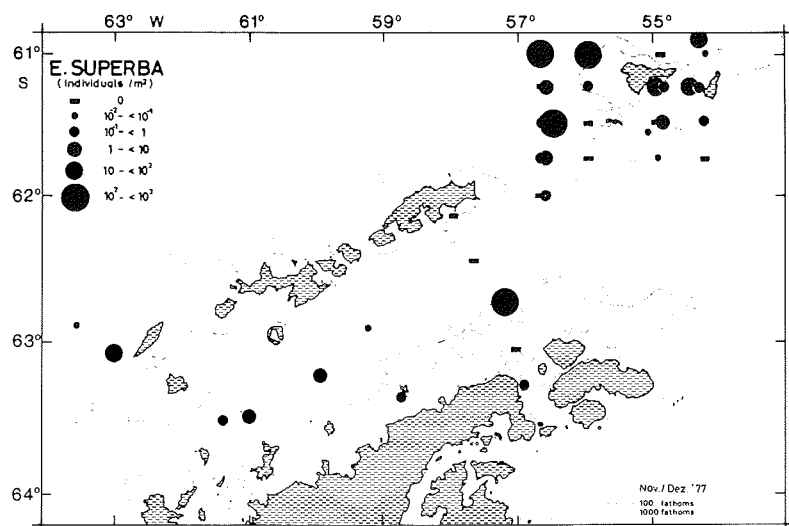 63° W 61° 59° 57° 55°
61°
S
E. SUPERBA
(Individuals /m²)
0
10⁻² - < 10⁻¹
10⁻¹ - < 1
1 - < 10
10 - < 10²
10² - < 10³
62°
63°
64°
Nov./Dez. '77
100 fathoms
1000 fathoms